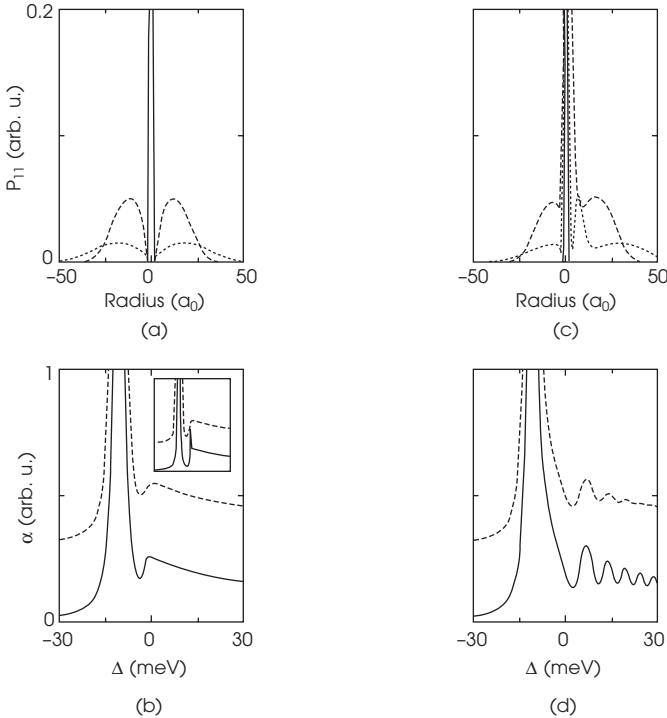 0.2
P₁₁ (arb. u.)
0
−50
0
50
Radius (a₀)
(a)
−50
0
50
Radius (a₀)
(c)
1
α (arb. u.)
0
−30
0
30
Δ (meV)
(b)
−30
0
30
Δ (meV)
(d)